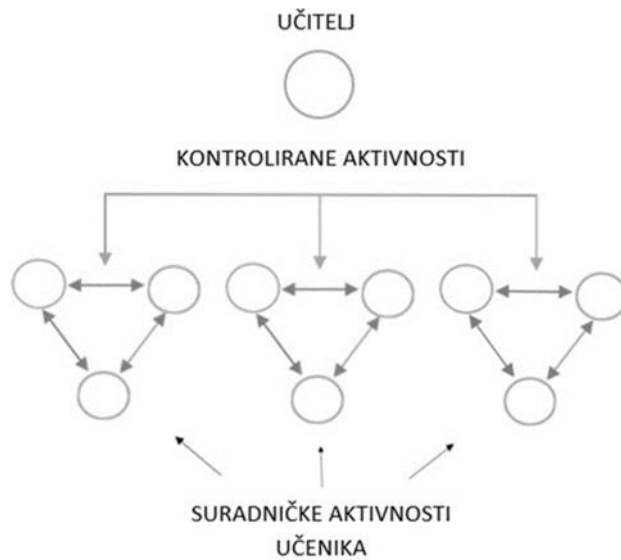 UČITELJ
KONTROLIRANE AKTIVNOSTI
SURADNIČKE AKTIVNOSTI
UČENIKA